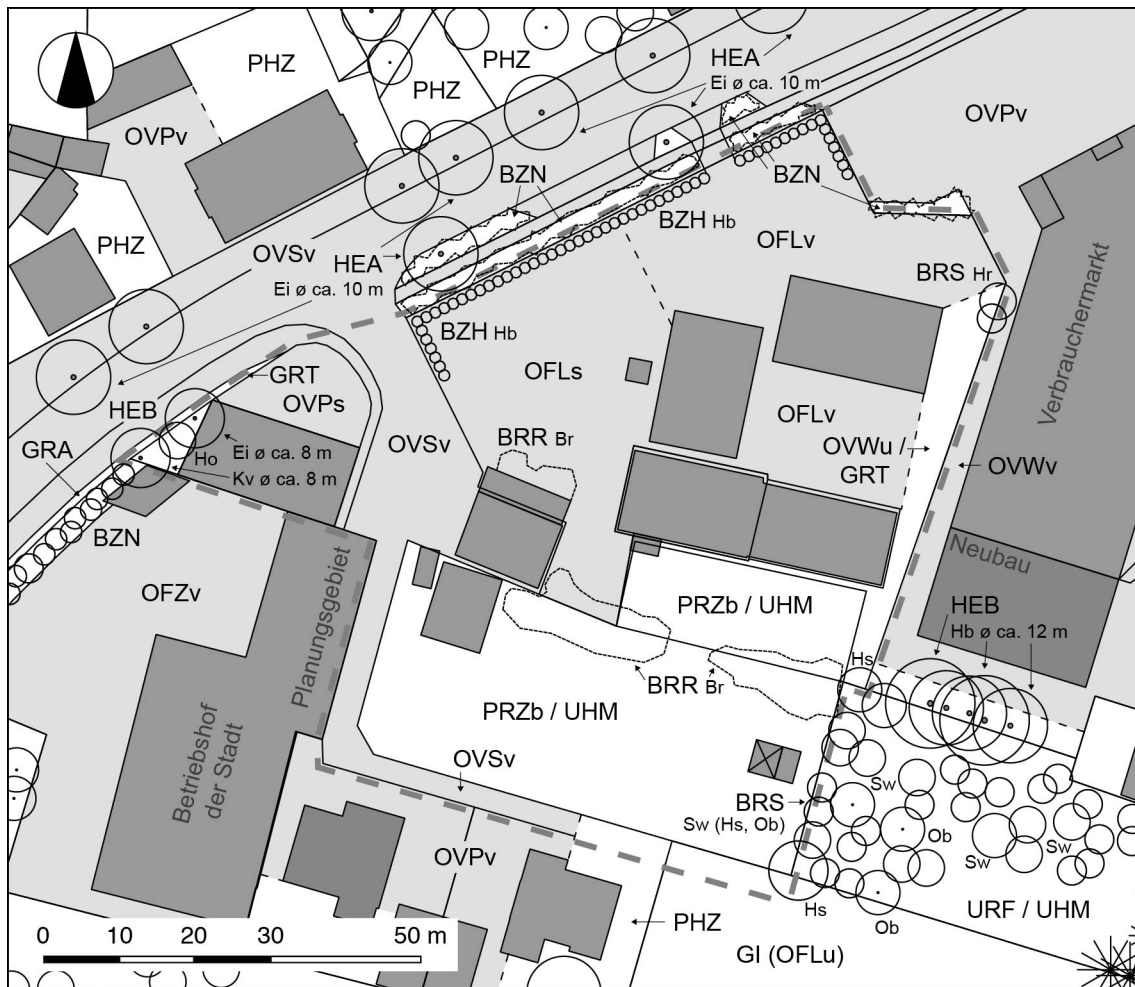 PHZ
PHZ
PHZ
HEA
Ei ø ca. 10 m
OVPv
OVPv
BZN
BZN
PHZ
OVSv
HEA
Ei ø ca. 10 m
BZH Hb
OFLv
BRS Hr
Verbrauchermarkt
BZH Hb
GRT
OVPs
HEB
OFLs
OVSv
OFLv
GRA
Ho
Ei ø ca. 8 m
Kv ø ca. 8 m
BRR Br
OVWu /
GRT
OVWv
BZN
Neubau
OFZv
Planungsgebiet
PRZb / UHM
HEB
Hb ø ca. 12 m
Hs
BRR Br
PRZb / UHM
Betriebshof
der Stadt
OVSv
BRS
Sw (Hs, Ob)
Sw
Ob
Sw
OVPv
Hs
Ob
URF / UHM
PHZ
GI (OFLu)
0 10 20 30 50 m